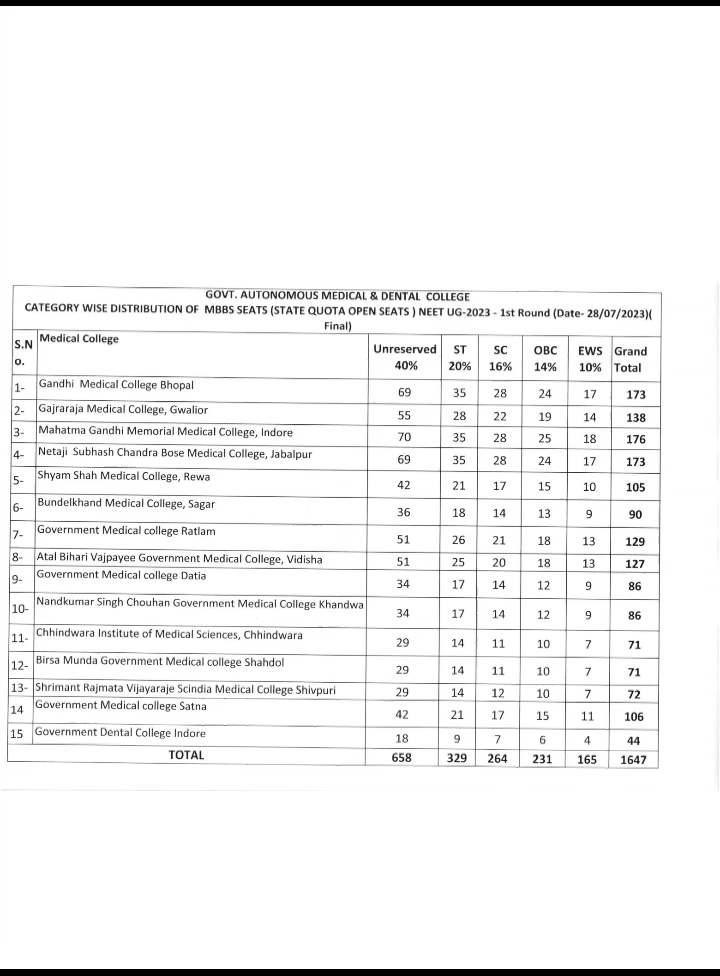 GOVT. AUTONOMOUS MEDICAL & DENTAL COLLEGE
CATEGORY WISE DISTRIBUTION OF MBBS SEATS (STATE QUOTA OPEN SEATS ) NEET UG-2023 - 1st Round (Date- 28/07/2023)(
Final)
S.N o. Medical College Unreserved 40% ST 20% SC 16% OBC 14% EWS 10% Grand Total
1- Gandhi Medical College Bhopal 69 35 28 24 17 173
2- Gajraraja Medical College, Gwalior 55 28 22 19 14 138
3- Mahatma Gandhi Memorial Medical College, Indore 70 35 28 25 18 176
4- Netaji Subhash Chandra Bose Medical College, Jabalpur 69 35 28 24 17 173
5- Shyam Shah Medical College, Rewa 42 21 17 15 10 105
6- Bundelkhand Medical College, Sagar 36 18 14 13 9 90
7- Government Medical college Ratlam 51 26 21 18 13 129
8- Atal Bihari Vajpayee Government Medical College, Vidisha 51 25 20 18 13 127
9- Government Medical college Datia 34 17 14 12 9 86
10- Nandkumar Singh Chouhan Government Medical College Khandwa 34 17 14 12 9 86
11- Chhindwara Institute of Medical Sciences, Chhindwara 29 14 11 10 7 71
12- Birsa Munda Government Medical college Shahdol 29 14 11 10 7 71
13- Shrimant Rajmata Vijayaraje Scindia Medical College Shivpuri 29 14 12 10 7 72
14 Government Medical college Satna 42 21 17 15 11 106
15 Government Dental College Indore 18 9 7 6 4 44
TOTAL 658 329 264 231 165 1647